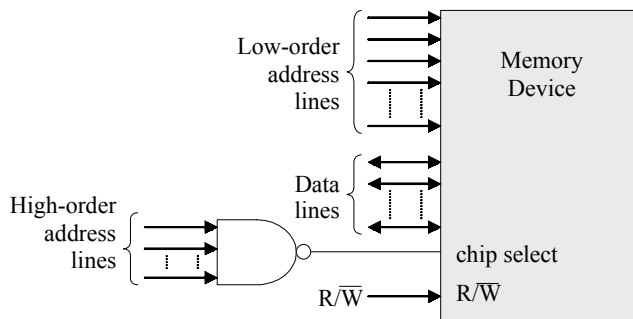 Low-order
address
lines
Memory
Device
Data
lines
High-order
address
lines
chip select
R/W̅
R/W̅